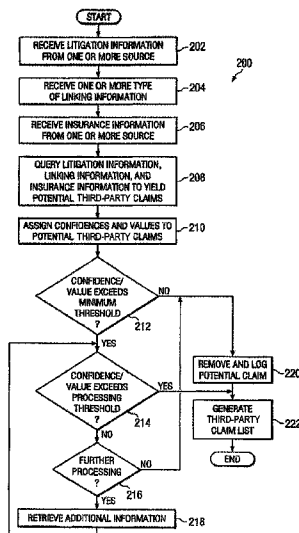 START
RECEIVE LITIGATION INFORMATION
FROM ONE OR MORE SOURCE
202
200
RECEIVE ONE OR MORE TYPE
OF LINKING INFORMATION
204
RECEIVE INSURANCE INFORMATION
FROM ONE OR MORE SOURCE
206
QUERY LITIGATION INFORMATION,
LINKING INFORMATION, AND
INSURANCE INFORMATION TO YIELD
POTENTIAL THIRD-PARTY CLAIMS
208
ASSIGN CONFIDENCES AND VALUES TO
POTENTIAL THIRD-PARTY CLAIMS
210
CONFIDENCE/
VALUE EXCEEDS
MINIMUM
THRESHOLD
?
NO
212
YES
CONFIDENCE/
VALUE EXCEEDS
PROCESSING
THRESHOLD
?
YES
214
NO
REMOVE AND LOG
POTENTIAL CLAIM
220
GENERATE
THIRD-PARTY
CLAIM LIST
222
END
FURTHER
PROCESSING
?
NO
216
YES
RETRIEVE ADDITIONAL INFORMATION
218